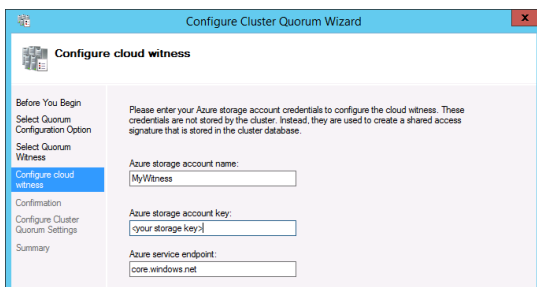 Configure Cluster Quorum Wizard
x
Configure cloud witness
Before You Begin
Select Quorum
Configuration Option
Select Quorum
Witness
Configure cloud
witness
Confirmation
Configure Cluster
Quorum Settings
Summary
Please enter your Azure storage account credentials to configure the cloud witness. These
credentials are not stored by the cluster. Instead, they are used to create a shared access
signature that is stored in the cluster database.
Azure storage account name:
MyWitness
Azure storage account key:
<your storage key>
Azure service endpoint:
core.windows.net